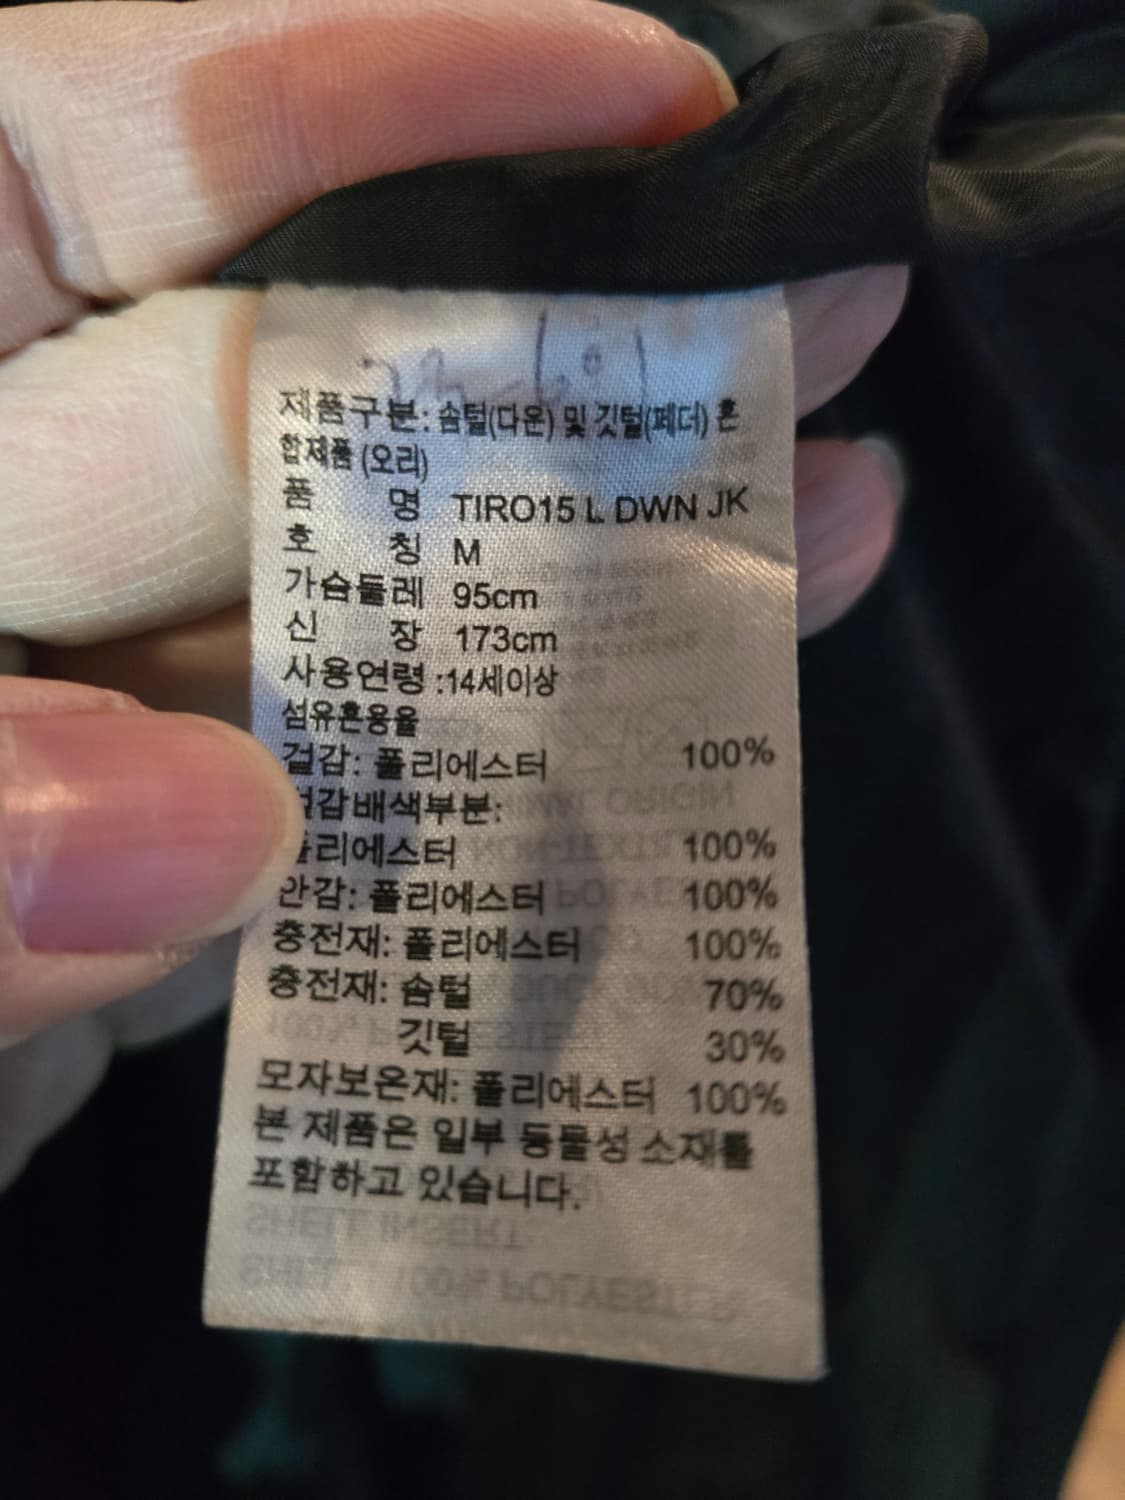 제품구분: 솜털(다운) 및 깃털(페더) 혼
합제품 (오리)
품 명 TIRO15 L DWN JK
호 칭 M
가슴둘레 95cm
신 장 173cm
사용연령 :14세이상
섬유혼용율
겉감: 폴리에스터 100%
겉감배색부분:
폴리에스터 100%
안감: 폴리에스터 100%
충전재: 폴리에스터 100%
충전재: 솜털 70%
깃털 30%
모자보온재: 폴리에스터 100%
본 제품은 일부 동물성 소재를
포함하고 있습니다.